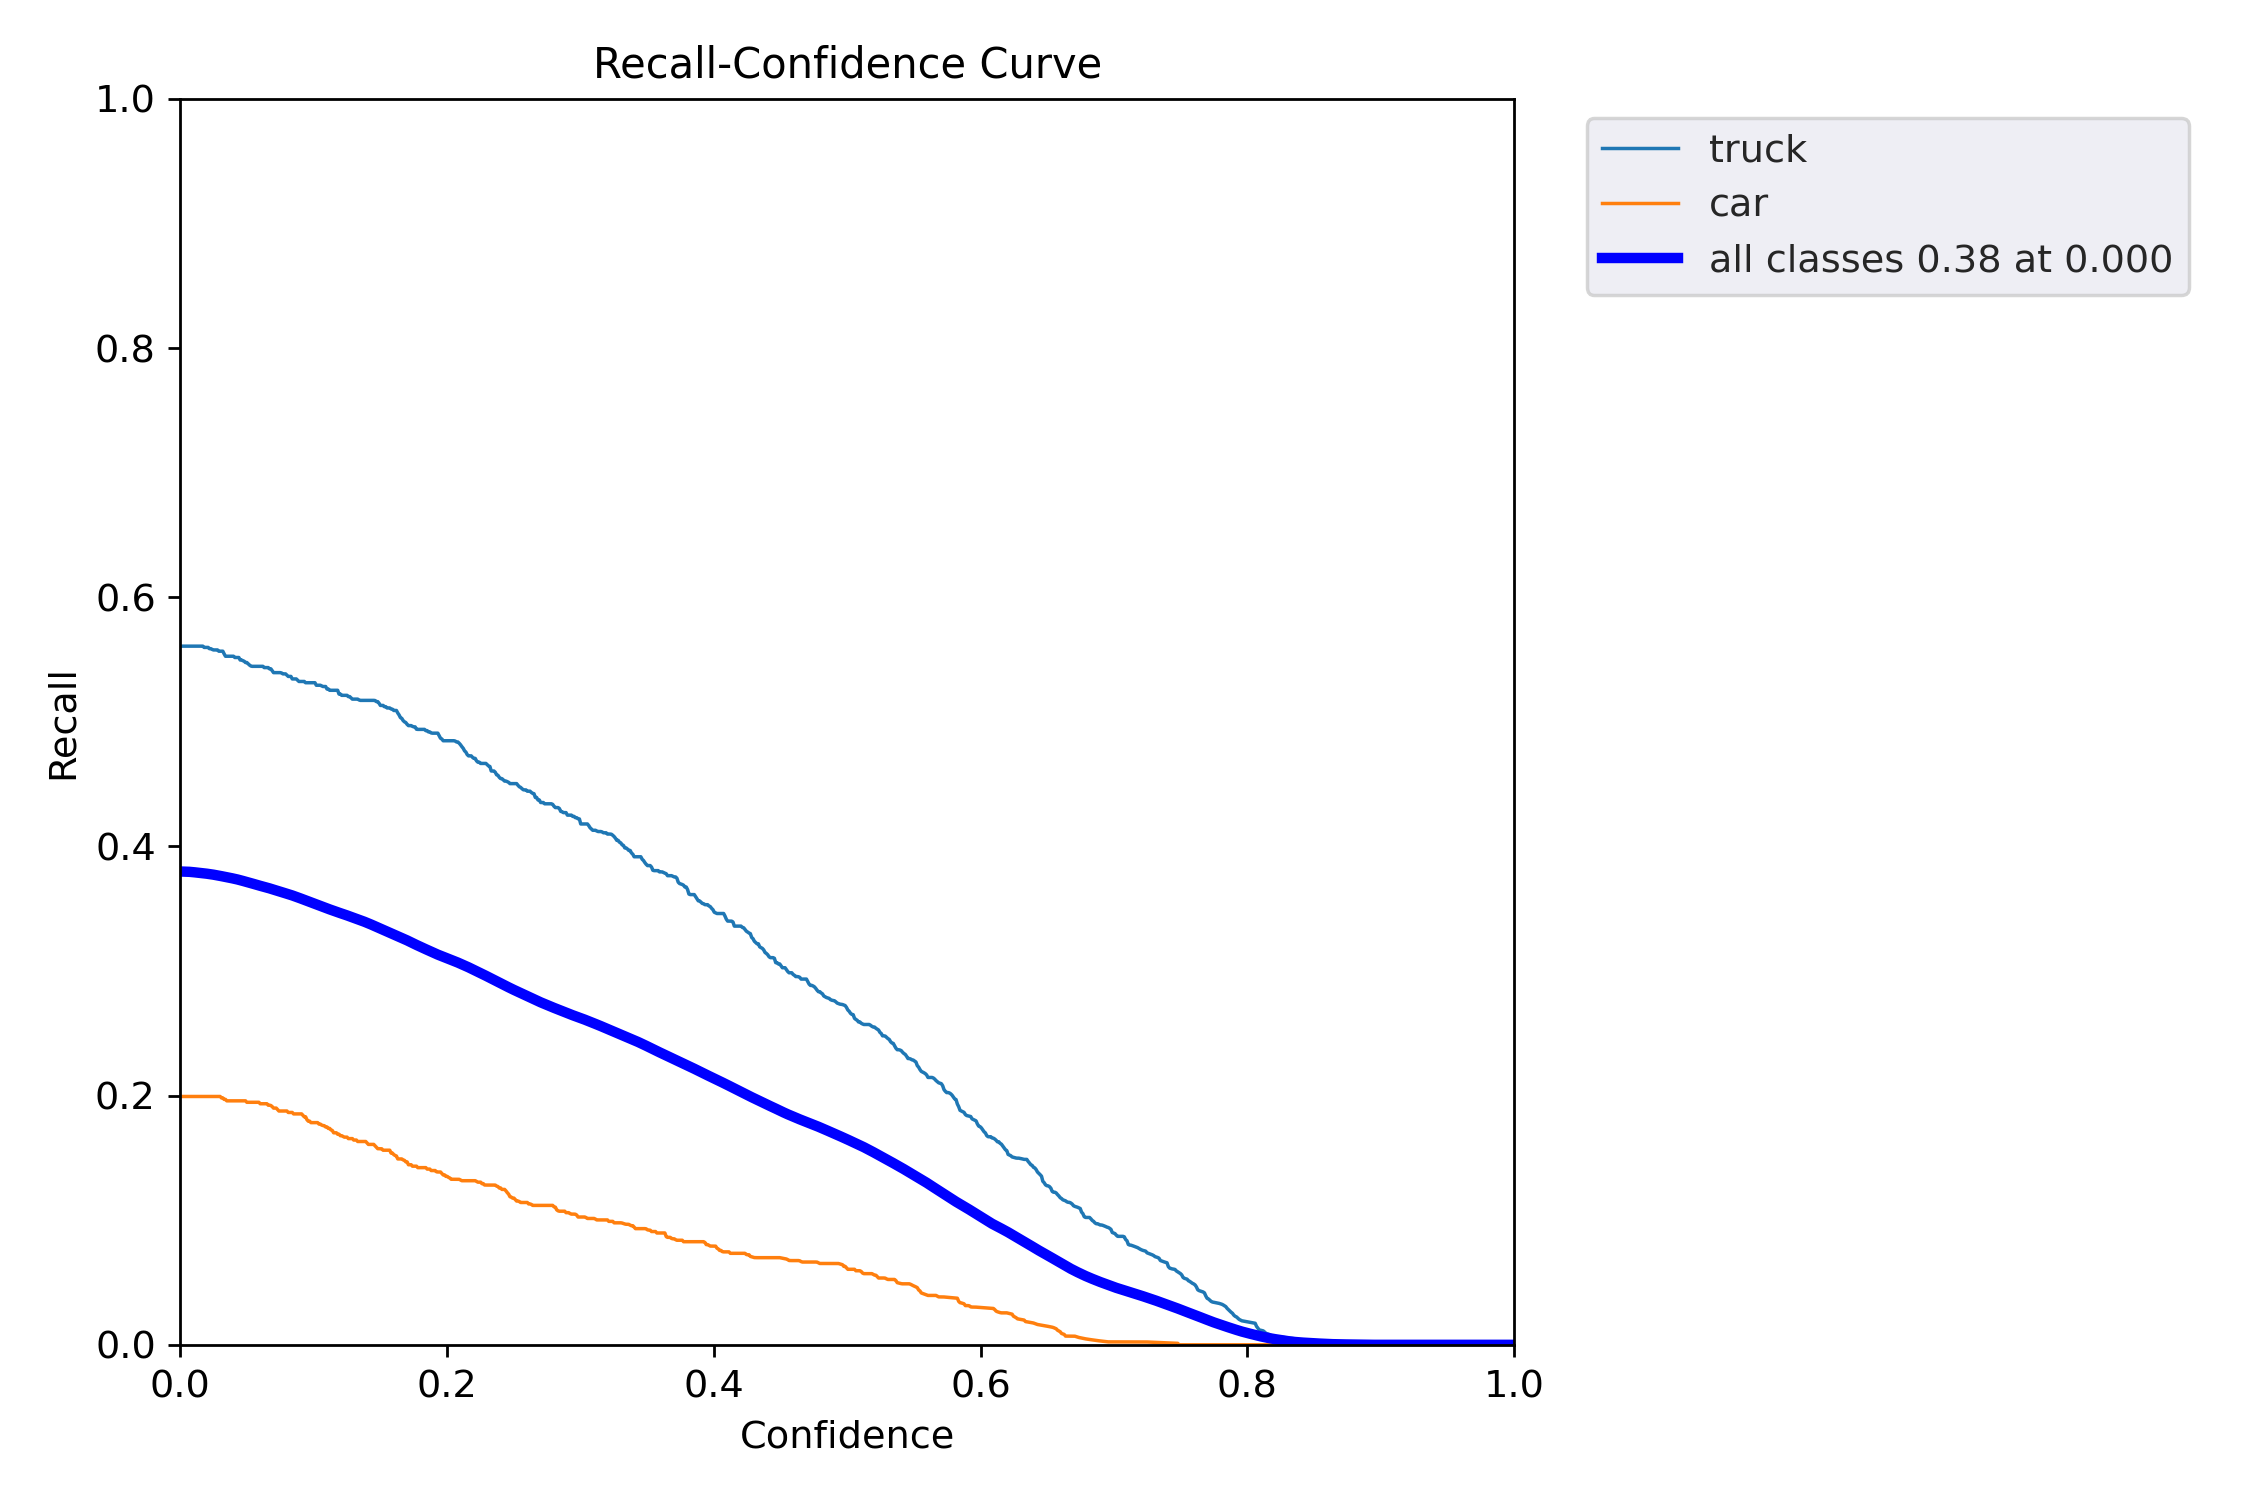 Recall-Confidence Curve
1.0
0.8
0.6
0.4
0.2
0.0
Recall
0.0 0.2 0.4 0.6 0.8 1.0
Confidence
truck
car
all classes 0.38 at 0.000